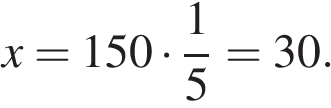 x = 150 · 1/5 = 30.